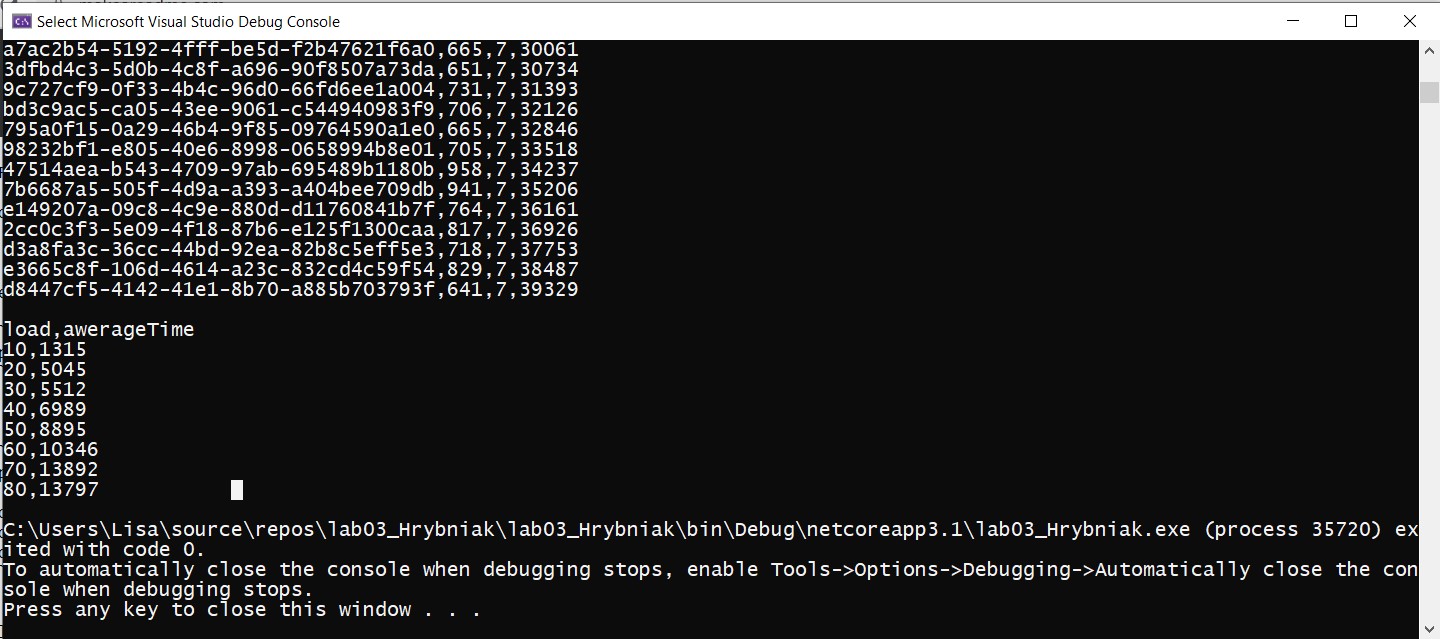 Select Microsoft Visual Studio Debug Console
a7ac2b54-5192-4fff-be5d-f2b47621f6a0,665,7,30061
3dfbd4c3-5d0b-4c8f-a696-90f8507a73da,651,7,30734
9c727cf9-0f33-4b4c-96d0-66fd6ee1a004,731,7,31393
bd3c9ac5-ca05-43ee-9061-c544940983f9,706,7,32126
795a0f15-0a29-46b4-9f85-09764590a1e0,665,7,32846
98232bf1-e805-40e6-8998-0658994b8e01,705,7,33518
47514aea-b543-4709-97ab-695489b1180b,958,7,34237
7b6687a5-505f-4d9a-a393-a404bee709db,941,7,35206
e149207a-09c8-4c9e-880d-d11760841b7f,764,7,36161
2cc0c3f3-5e09-4f18-87b6-e125f1300caa,817,7,36926
d3a8fa3c-36cc-44bd-92ea-82b8c5eff5e3,718,7,37753
e3665c8f-106d-4614-a23c-832cd4c59f54,829,7,38487
d8447cf5-4142-41e1-8b70-a885b703793f,641,7,39329
load,awerageTime
10,1315
20,5045
30,5512
40,6989
50,8895
60,10346
70,13892
80,13797
C:\Users\Lisa\source\repos\lab03_Hrybniak\lab03_Hrybniak\bin\Debug\netcoreapp3.1\lab03_Hrybniak.exe (process 35720) ex
ited with code 0.
To automatically close the console when debugging stops, enable Tools->Options->Debugging->Automatically close the con
sole when debugging stops.
Press any key to close this window . . .